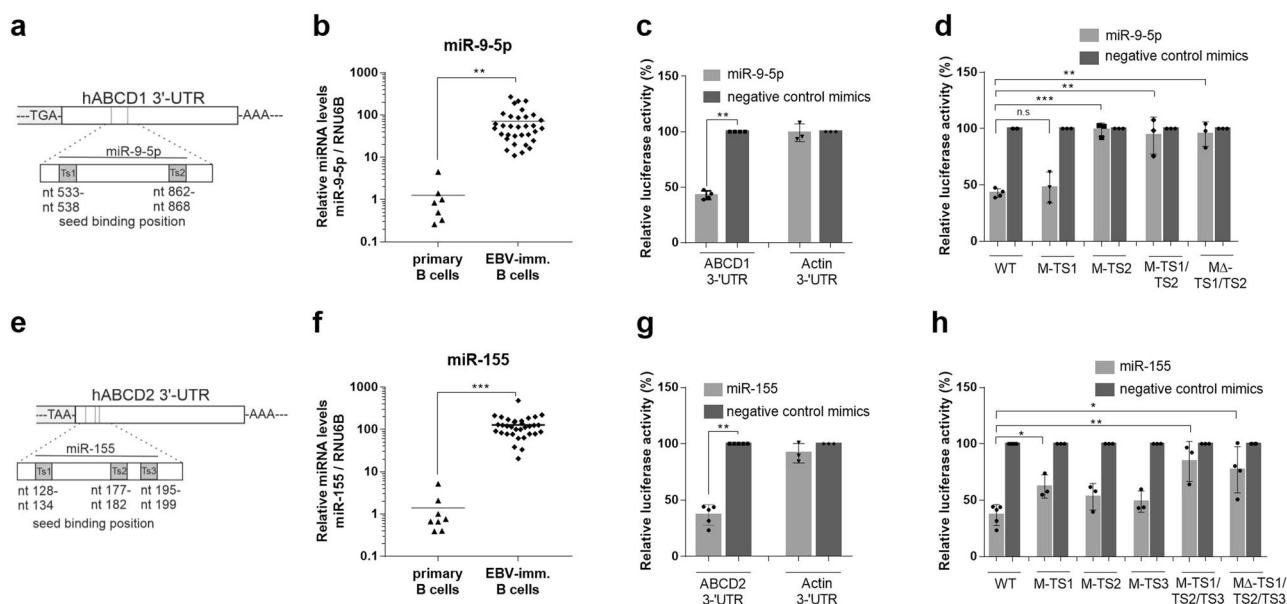 a
hABCD1 3'-UTR
---TGA-
-AAA---
miR-9-5p
Ts1
Ts2
nt 533-
nt 538
nt 862-
nt 868
seed binding position
b
miR-9-5p
**
Relative miRNA levels
miR-9-5p / RNU6B
1000
100
10
1
0.1
primary
B cells
EBV-imm.
B cells
c
miR-9-5p
negative control mimics
Relative luciferase activity (%)
150
100
50
0
**
ABCD1
3-'UTR
Actin
3-'UTR
d
miR-9-5p
negative control mimics
Relative luciferase activity (%)
150
100
50
0
**
**
***
n.s
WT
M-TS1
M-TS2
M-TS1/
TS2
MΔ-
TS1/TS2
e
hABCD2 3'-UTR
---TAA-
-AAA---
miR-155
Ts1
Ts2
Ts3
nt 128-
nt 134
nt 177-
nt 182
nt 195-
nt 199
seed binding position
f
miR-155
***
Relative miRNA levels
miR-155 / RNU6B
1000
100
10
1
0.1
primary
B cells
EBV-imm.
B cells
g
miR-155
negative control mimics
Relative luciferase activity (%)
150
100
50
0
**
ABCD2
3-'UTR
Actin
3-'UTR
h
miR-155
negative control mimics
Relative luciferase activity (%)
150
100
50
0
*
**
*
WT
M-TS1
M-TS2
M-TS3
M-TS1/
TS2/TS3
MΔ-TS1/
TS2/TS3